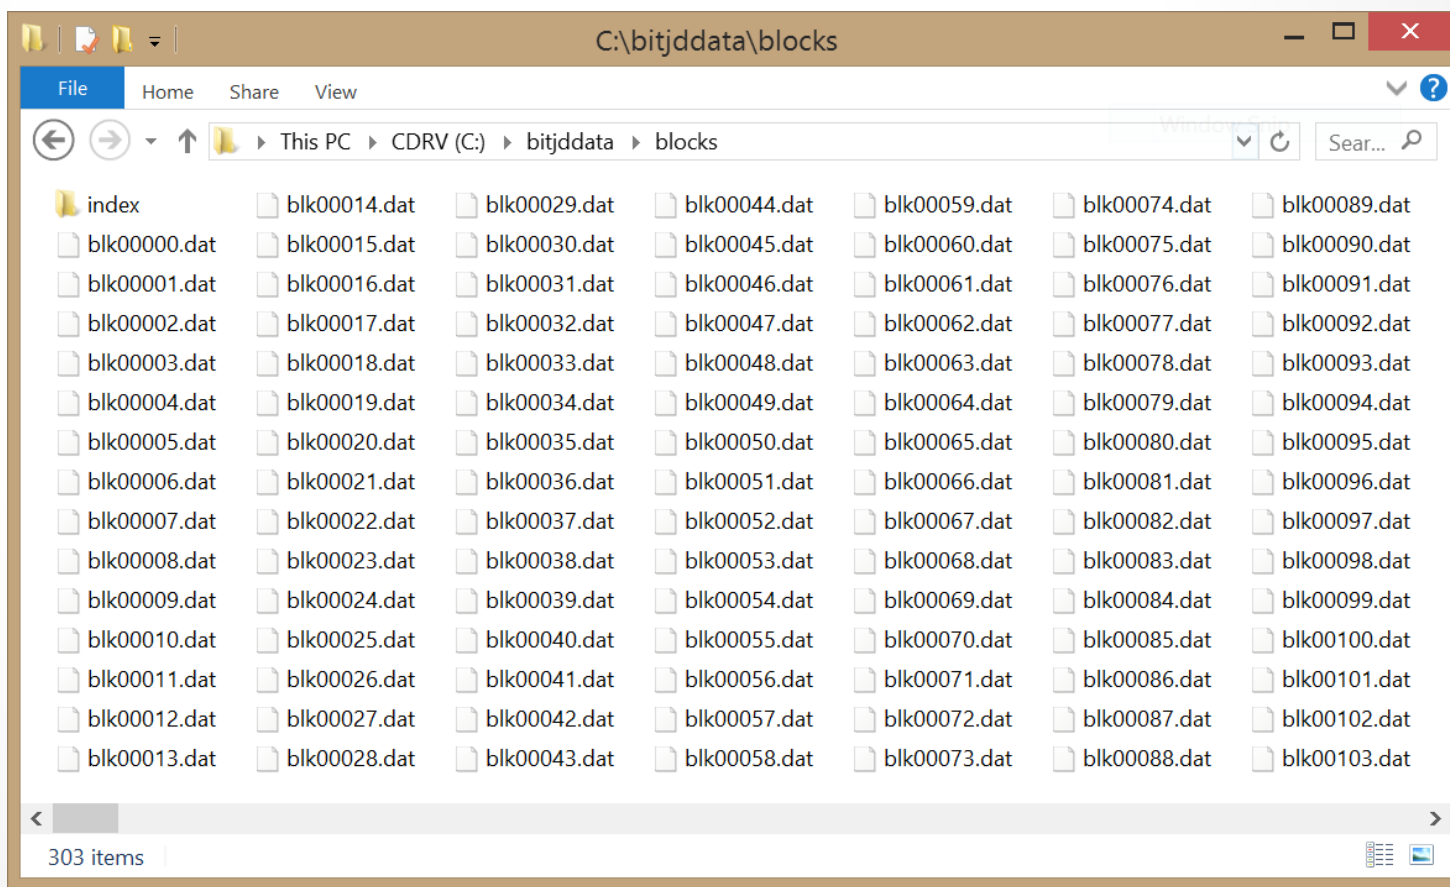 C:\bitjddata\blocks
File Home Share View
This PC CDRV (C:) bitjddata blocks Sear...
Window Snip
index blk00014.dat blk00029.dat blk00044.dat blk00059.dat blk00074.dat blk00089.dat
blk00000.dat blk00015.dat blk00030.dat blk00045.dat blk00060.dat blk00075.dat blk00090.dat
blk00001.dat blk00016.dat blk00031.dat blk00046.dat blk00061.dat blk00076.dat blk00091.dat
blk00002.dat blk00017.dat blk00032.dat blk00047.dat blk00062.dat blk00077.dat blk00092.dat
blk00003.dat blk00018.dat blk00033.dat blk00048.dat blk00063.dat blk00078.dat blk00093.dat
blk00004.dat blk00019.dat blk00034.dat blk00049.dat blk00064.dat blk00079.dat blk00094.dat
blk00005.dat blk00020.dat blk00035.dat blk00050.dat blk00065.dat blk00080.dat blk00095.dat
blk00006.dat blk00021.dat blk00036.dat blk00051.dat blk00066.dat blk00081.dat blk00096.dat
blk00007.dat blk00022.dat blk00037.dat blk00052.dat blk00067.dat blk00082.dat blk00097.dat
blk00008.dat blk00023.dat blk00038.dat blk00053.dat blk00068.dat blk00083.dat blk00098.dat
blk00009.dat blk00024.dat blk00039.dat blk00054.dat blk00069.dat blk00084.dat blk00099.dat
blk00010.dat blk00025.dat blk00040.dat blk00055.dat blk00070.dat blk00085.dat blk00100.dat
blk00011.dat blk00026.dat blk00041.dat blk00056.dat blk00071.dat blk00086.dat blk00101.dat
blk00012.dat blk00027.dat blk00042.dat blk00057.dat blk00072.dat blk00087.dat blk00102.dat
blk00013.dat blk00028.dat blk00043.dat blk00058.dat blk00073.dat blk00088.dat blk00103.dat
303 items